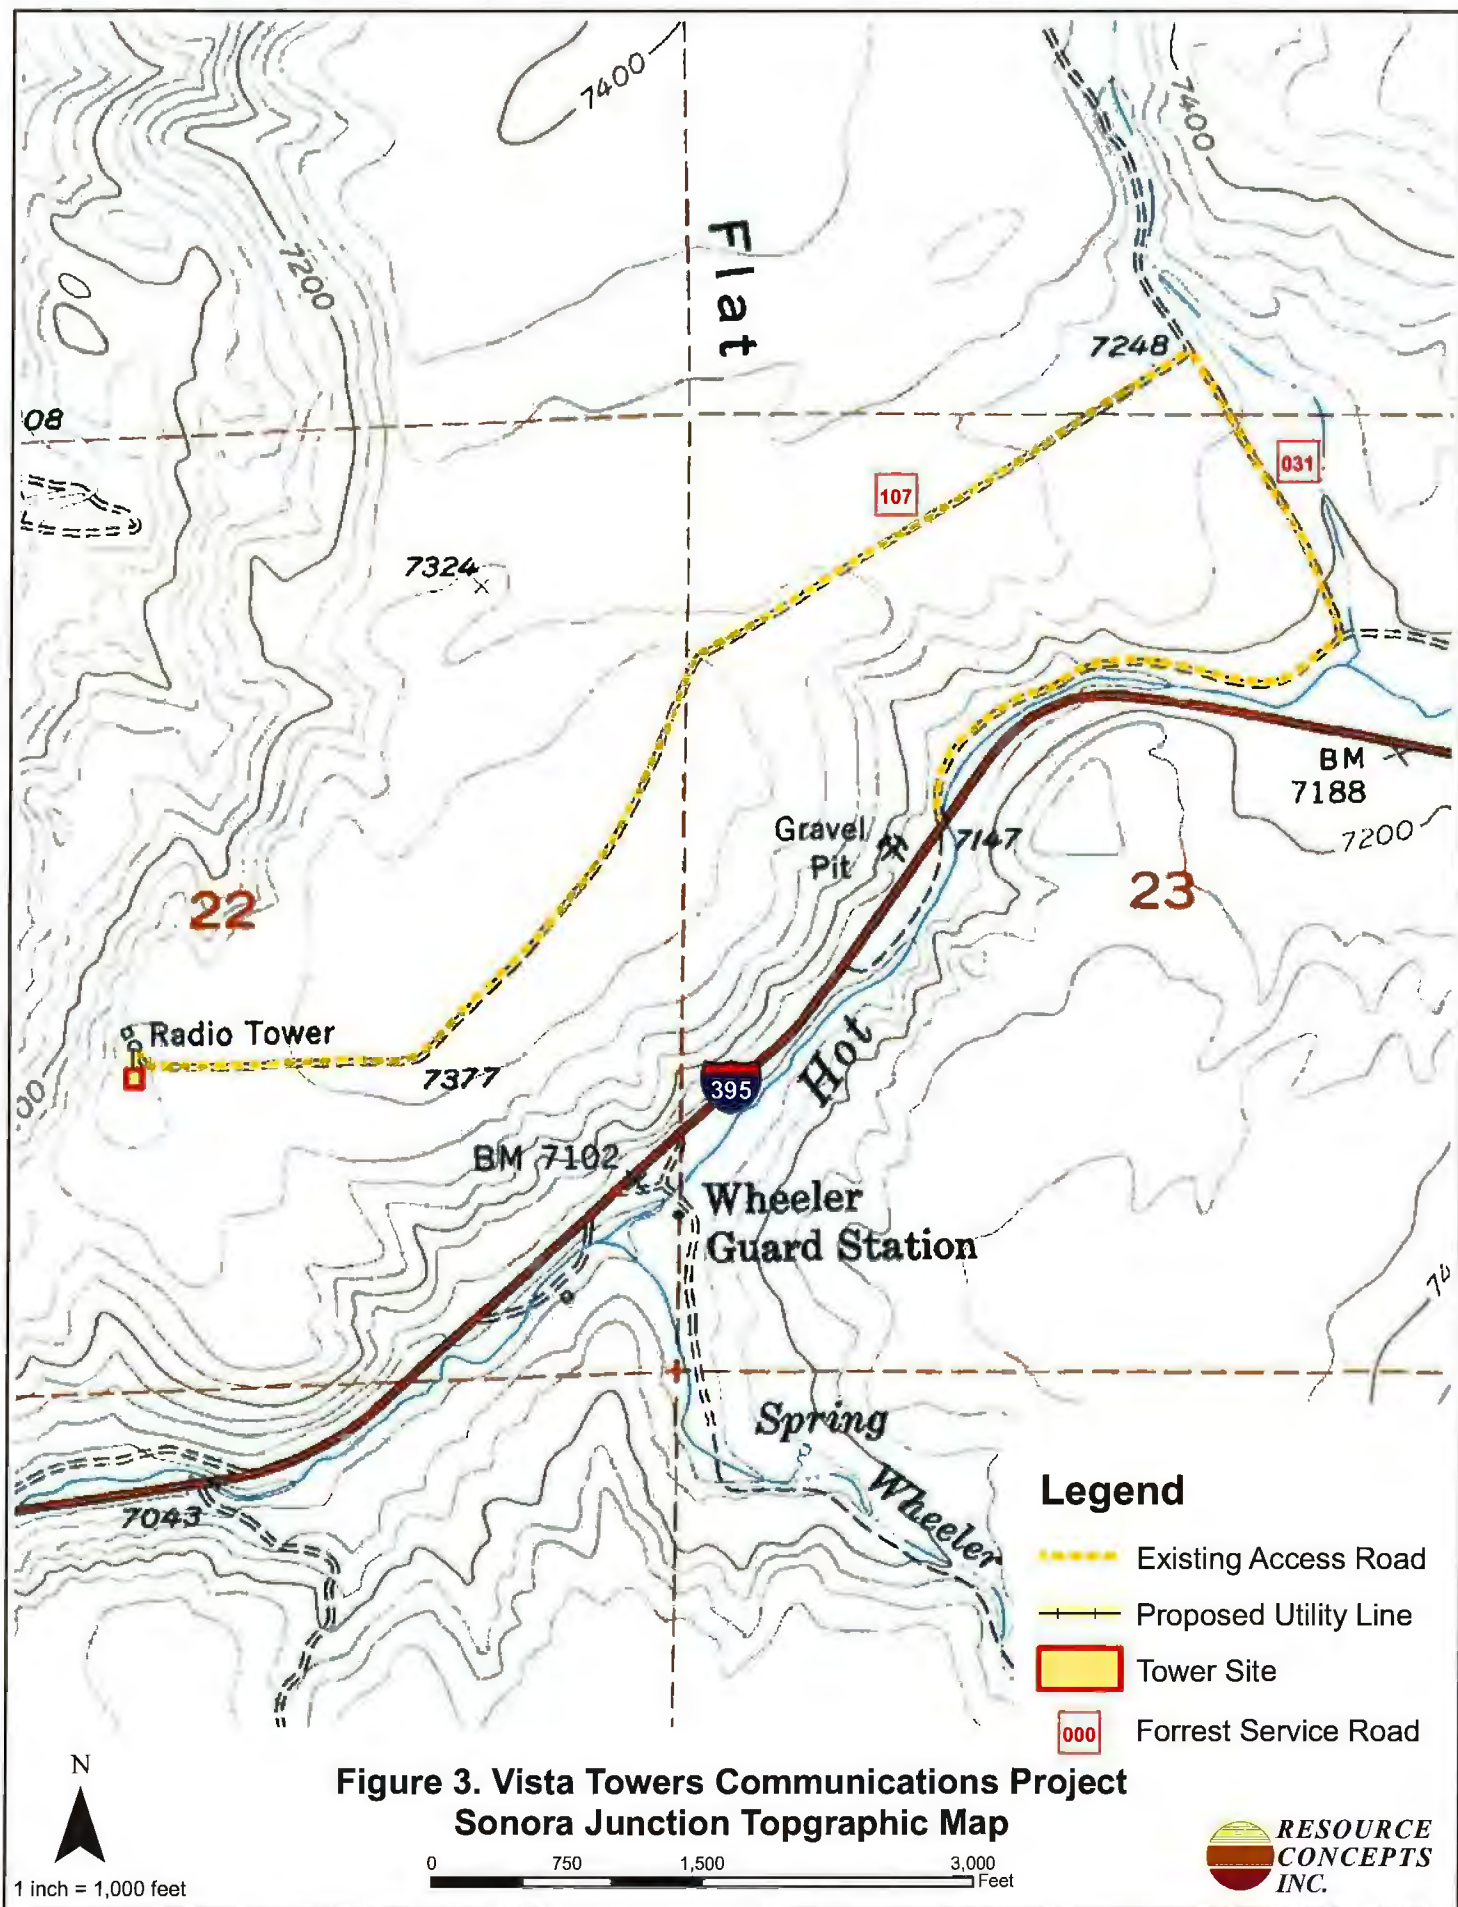 7400
7400
Flat
7200
7248
08
031
107
7324
BM
7188
7200
Gravel
Pit
7147
22
23
Radio Tower
7377
395
Hot
00
BM 7102
Wheeler
Guard Station
Spring
Wheeler
7043
Legend
Existing Access Road
Proposed Utility Line
Tower Site
000
Forrest Service Road
N
1 inch = 1,000 feet
Figure 3. Vista Towers Communications Project
Sonora Junction Topgraphic Map
0 750 1,500 3,000
Feet
RESOURCE
CONCEPTS
INC.